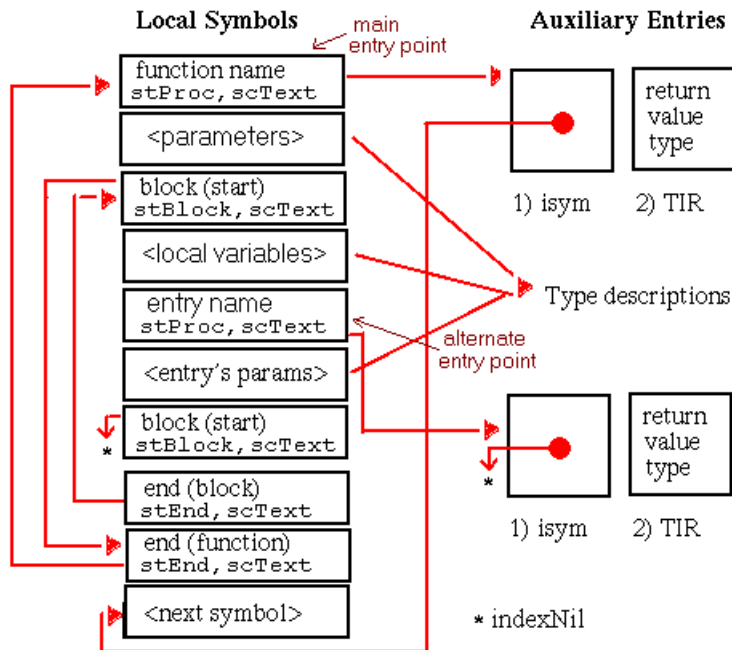 Local Symbols
Auxiliary Entries
main
entry point
function name
stProc, scText
<parameters>
block (start)
stBlock, scText
<local variables>
entry name
stProc, scText
alternate
entry point
<entry's params>
block (start)
stBlock, scText
*
end (block)
stEnd, scText
end (function)
stEnd, scText
<next symbol>
return
value
type
1) isym
2) TIR
Type descriptions
return
value
type
*
1) isym
2) TIR
* indexNil